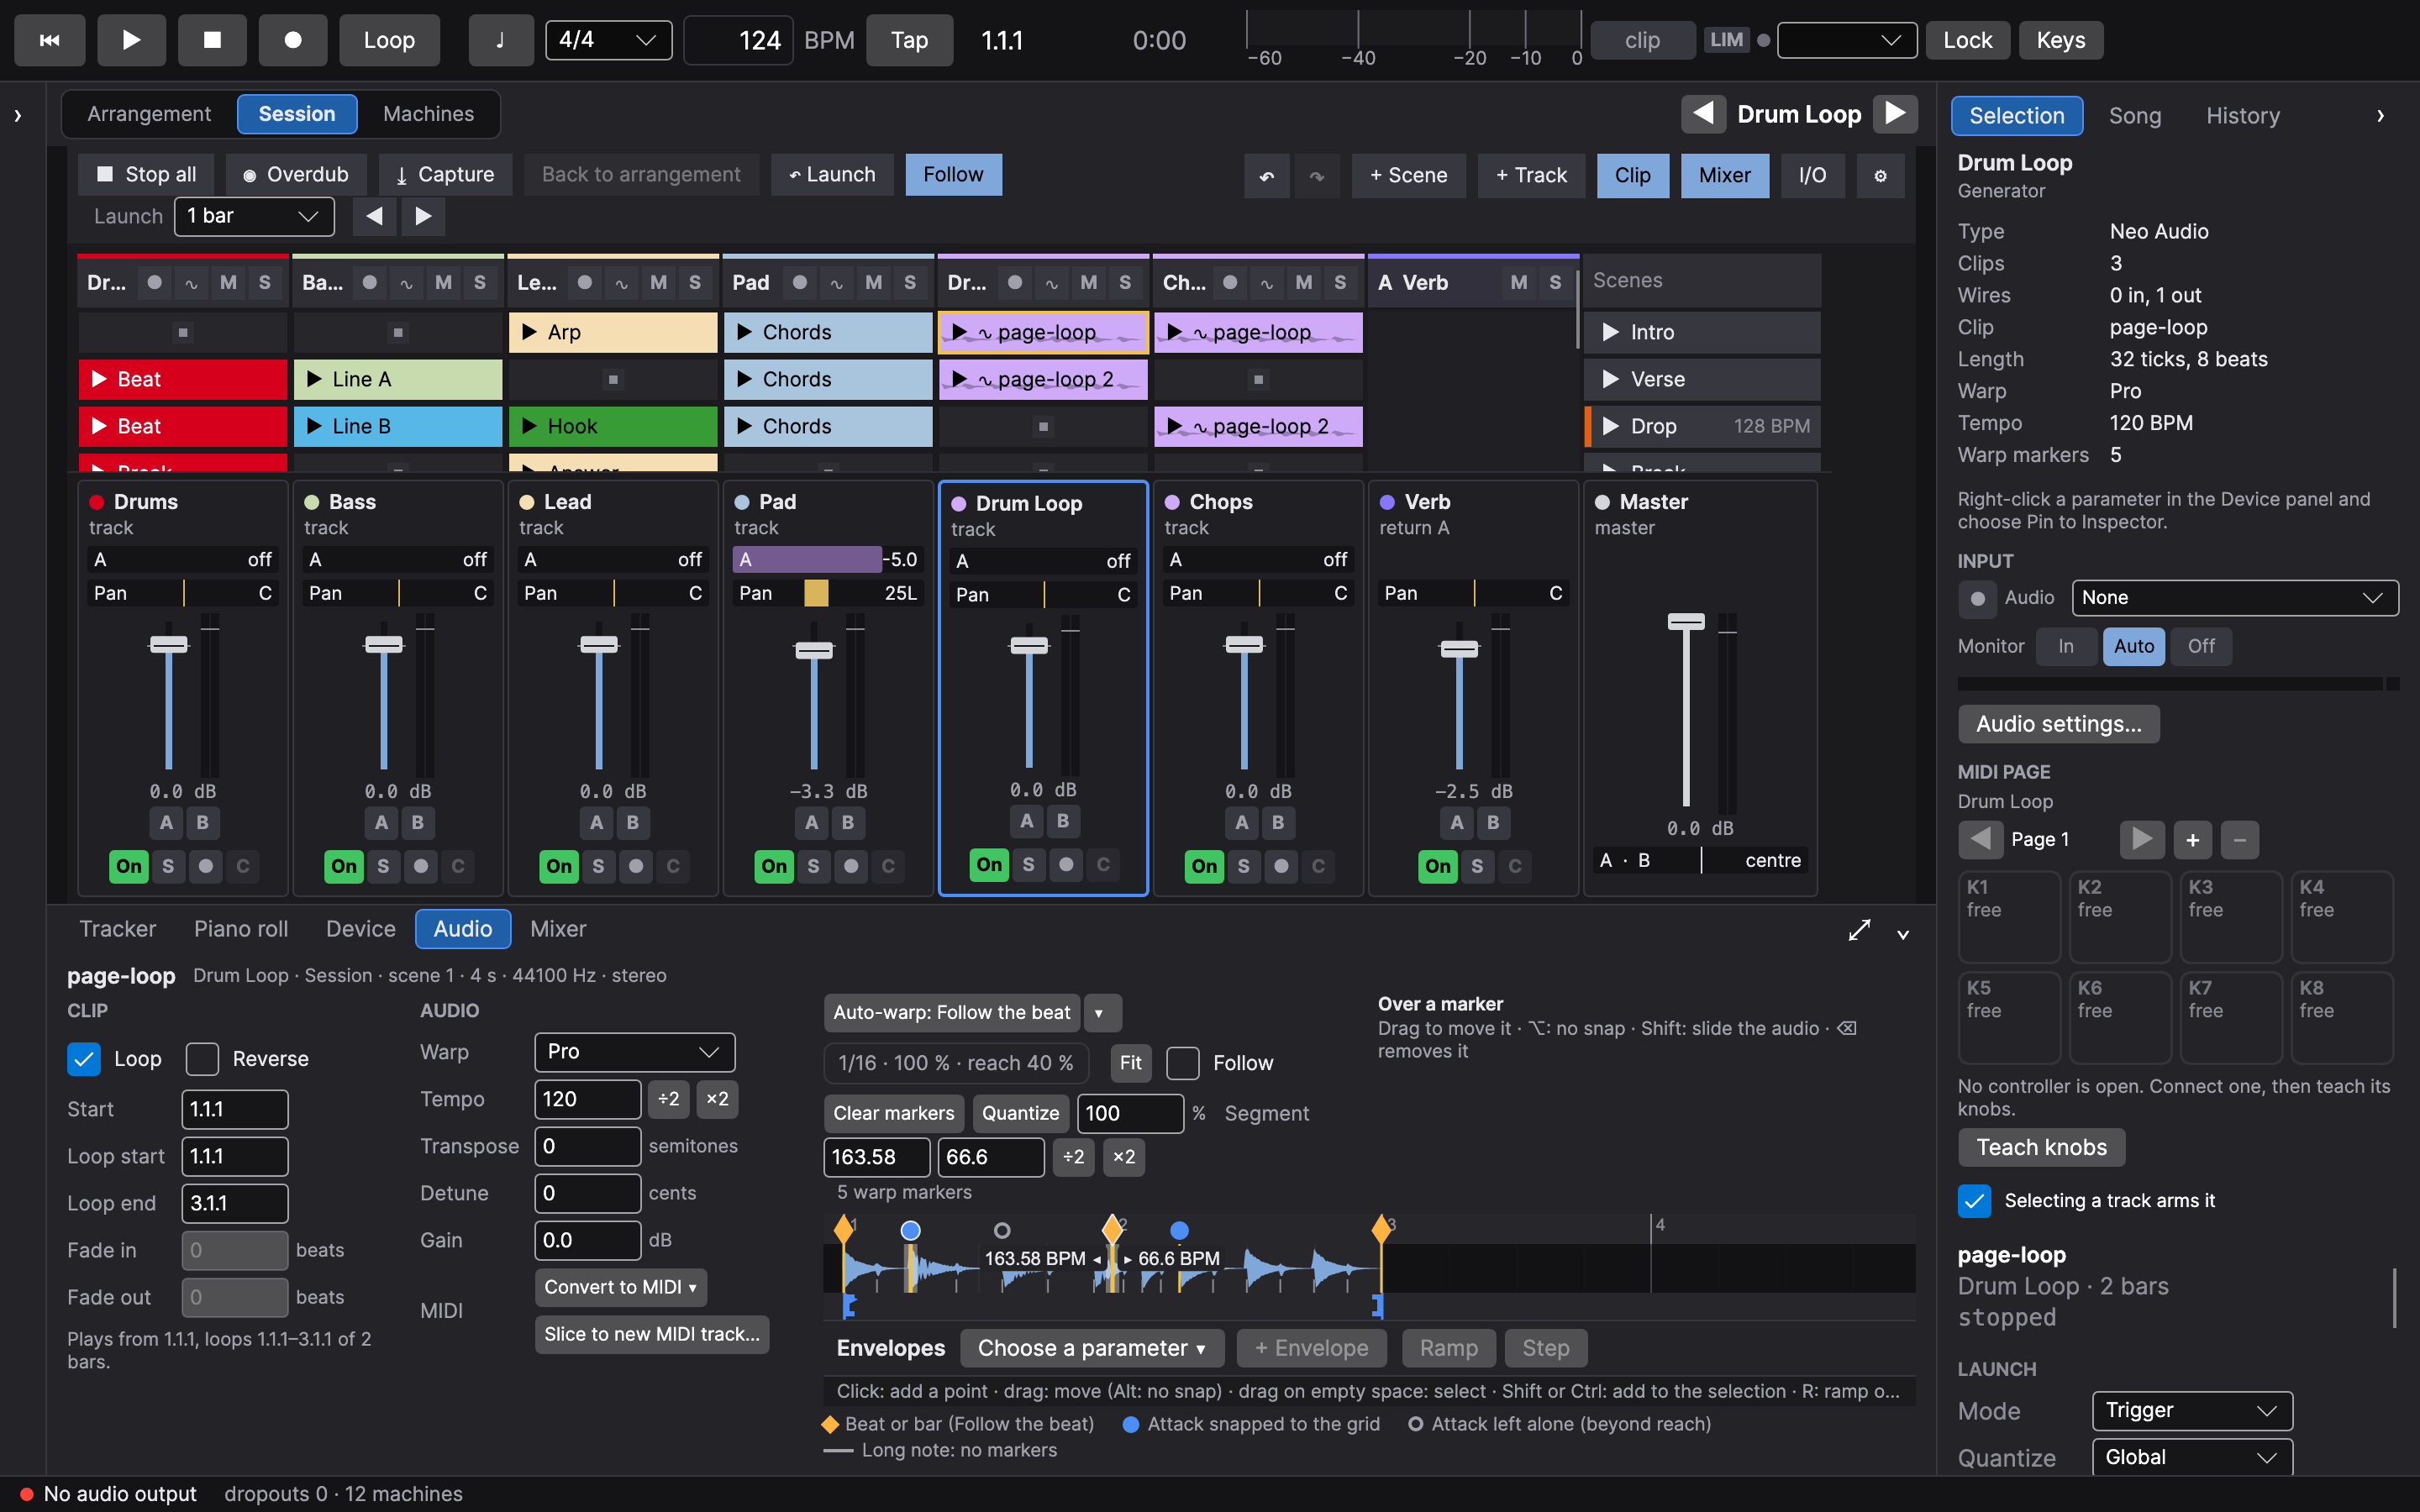 Loop 4/4 124 BPM Tap 1.1.1 0:00 −60 −40 −20 −10 0 clip LIM Lock Keys
Arrangement Session Machines Drum Loop
Stop all Overdub Capture Back to arrangement Launch Follow + Scene + Track Clip Mixer I/O
Launch 1 bar
Dr... M S Ba... M S Le... M S Pad M S Dr... M S Ch... M S A Verb M S Scenes
Arp Chords page-loop page-loop Intro
Beat Line A Chords page-loop 2 Verse
Beat Line B Hook Chords page-loop 2 Drop 128 BPM
Break Answer Break
Drums Bass Lead Pad Drum Loop Chops Verb Master
track track track track track track return A master
A off A off A off A -5.0 A off A off
Pan C Pan C Pan C Pan 25L Pan C Pan C Pan C
0.0 dB 0.0 dB 0.0 dB −3.3 dB 0.0 dB 0.0 dB −2.5 dB 0.0 dB
A B A B A B A B A B A B A B
On S C On S C On S C On S C On S C On S C On S C A · B centre
Tracker Piano roll Device Audio Mixer
page-loop Drum Loop · Session · scene 1 · 4 s · 44100 Hz · stereo
CLIP
Loop Reverse
Start 1.1.1
Loop start 1.1.1
Loop end 3.1.1
Fade in 0 beats
Fade out 0 beats
Plays from 1.1.1, loops 1.1.1–3.1.1 of 2
bars.
AUDIO
Warp Pro
Tempo 120 ÷2 ×2
Transpose 0 semitones
Detune 0 cents
Gain 0.0 dB
Convert to MIDI ▾
MIDI
Slice to new MIDI track...
Auto-warp: Follow the beat ▾
1/16 · 100 % · reach 40 % Fit Follow
Clear markers Quantize 100 % Segment
163.58 66.6 ÷2 ×2
5 warp markers
Over a marker
Drag to move it · ⌥: no snap · Shift: slide the audio · ⌫
removes it
1 2 3 4
163.58 BPM ◂ ▸ 66.6 BPM
Envelopes Choose a parameter ▾ + Envelope Ramp Step
Click: add a point · drag: move (Alt: no snap) · drag on empty space: select · Shift or Ctrl: add to the selection · R: ramp o...
Beat or bar (Follow the beat) Attack snapped to the grid Attack left alone (beyond reach)
Long note: no markers
Selection Song History
Drum Loop
Generator
Type Neo Audio
Clips 3
Wires 0 in, 1 out
Clip page-loop
Length 32 ticks, 8 beats
Warp Pro
Tempo 120 BPM
Warp markers 5
Right-click a parameter in the Device panel and
choose Pin to Inspector.
INPUT
Audio None
Monitor In Auto Off
Audio settings...
MIDI PAGE
Drum Loop
Page 1 + −
K1 K2 K3 K4
free free free free
K5 K6 K7 K8
free free free free
No controller is open. Connect one, then teach its
knobs.
Teach knobs
Selecting a track arms it
page-loop
Drum Loop · 2 bars
stopped
LAUNCH
Mode Trigger
Quantize Global
No audio output dropouts 0 · 12 machines